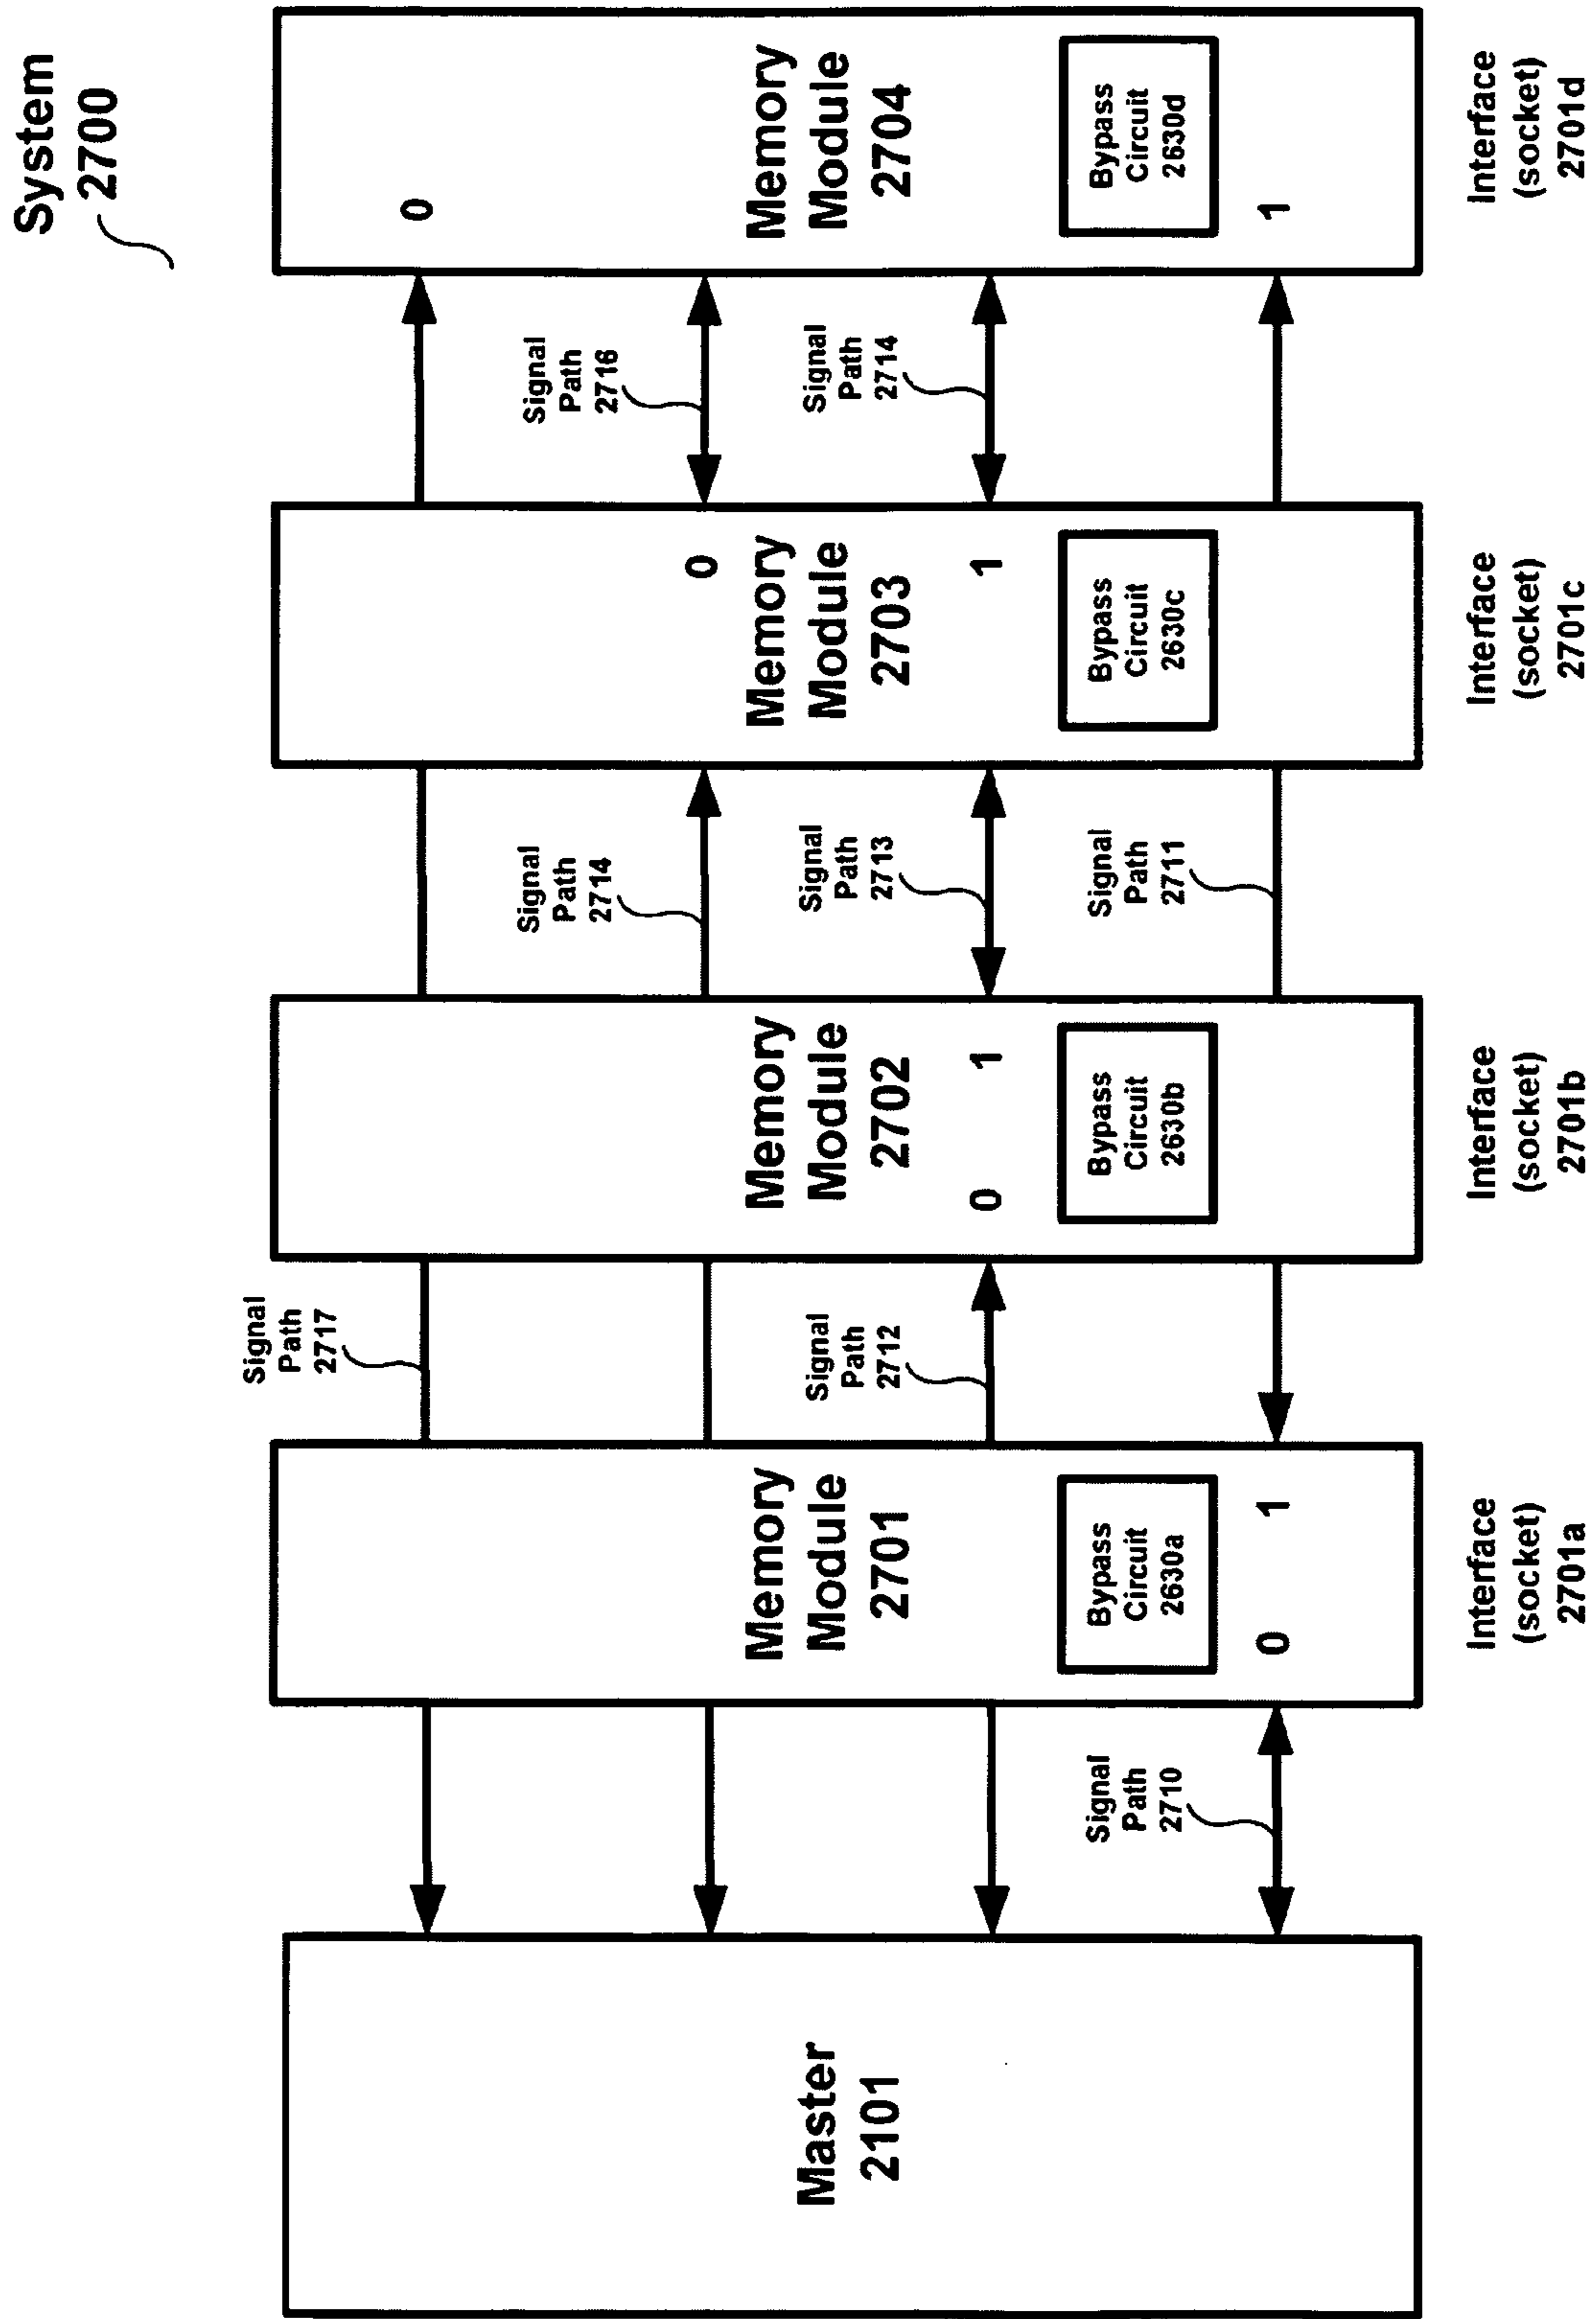 System
2700
Signal
Path
2717
0
Signal
Path
2714
Signal
Path
2716
0
Master
2101
Memory
Module
2701
Memory
Module
2702
Memory
Module
2703
Memory
Module
2704
Signal
Path
2712
Signal
Path
2713
Signal
Path
2714
0 1
1
Signal
Path
2710
Bypass
Circuit
2630a
Bypass
Circuit
2630b
Signal
Path
2711
Bypass
Circuit
2630c
Bypass
Circuit
2630d
0 1
1
Interface
(socket)
2701a
Interface
(socket)
2701b
Interface
(socket)
2701c
Interface
(socket)
2701d